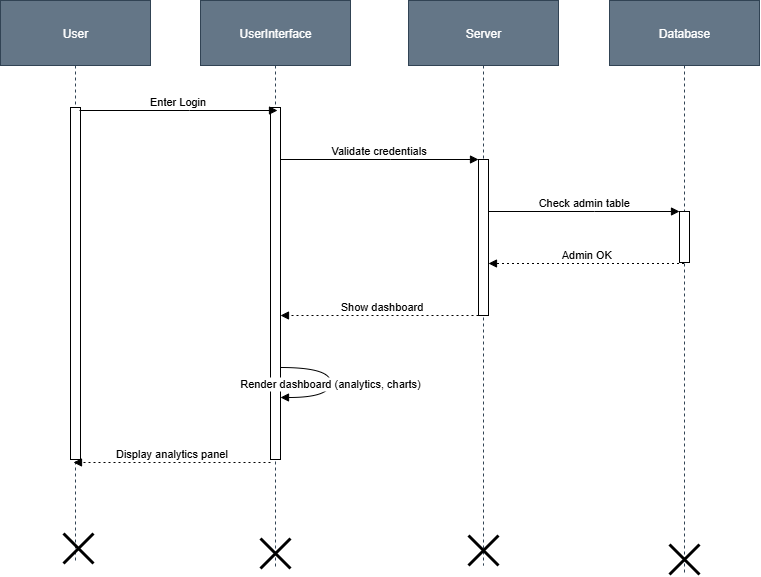 User
UserInterface
Server
Database
Enter Login
Validate credentials
Check admin table
Admin OK
Show dashboard
Render dashboard (analytics, charts)
Display analytics panel